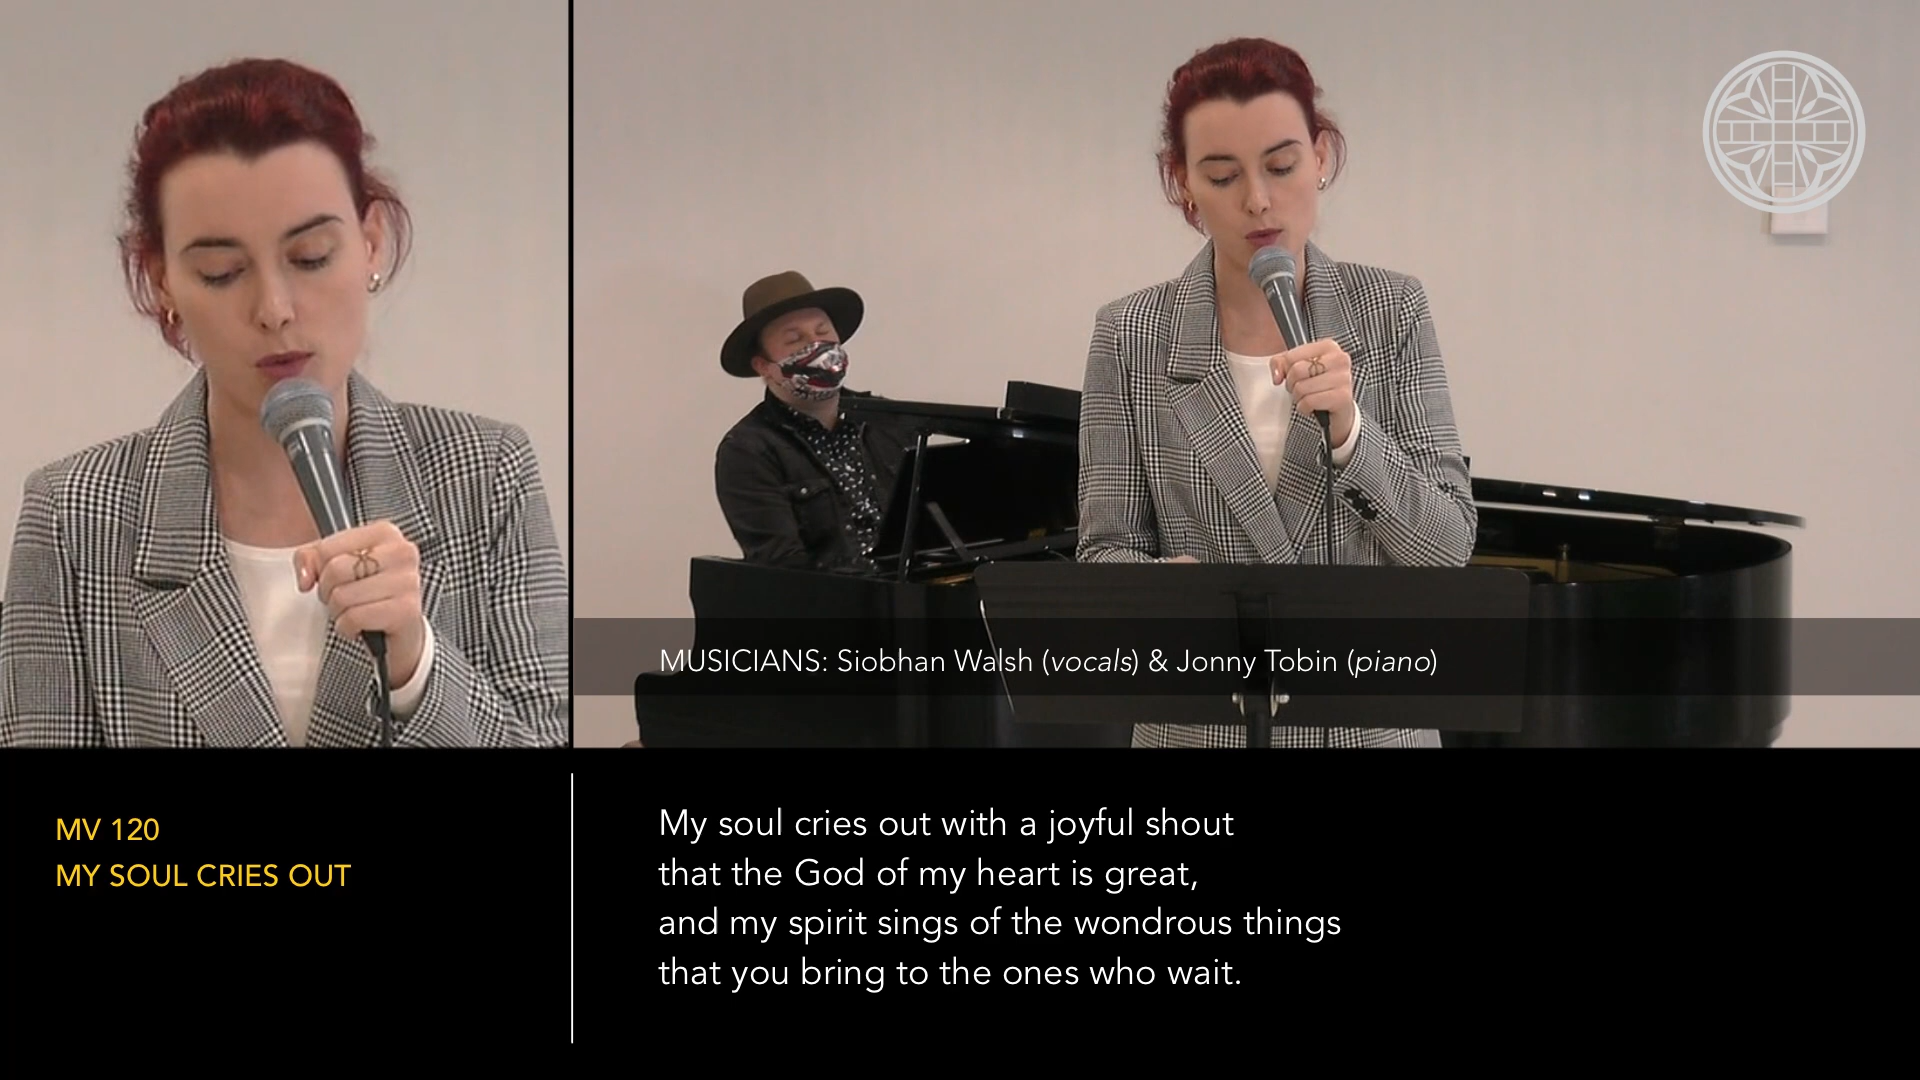 MUSICIANS: Siobhan Walsh (vocals) & Jonny Tobin (piano)
MV 120
MY SOUL CRIES OUT
My soul cries out with a joyful shout
that the God of my heart is great,
and my spirit sings of the wondrous things
that you bring to the ones who wait.